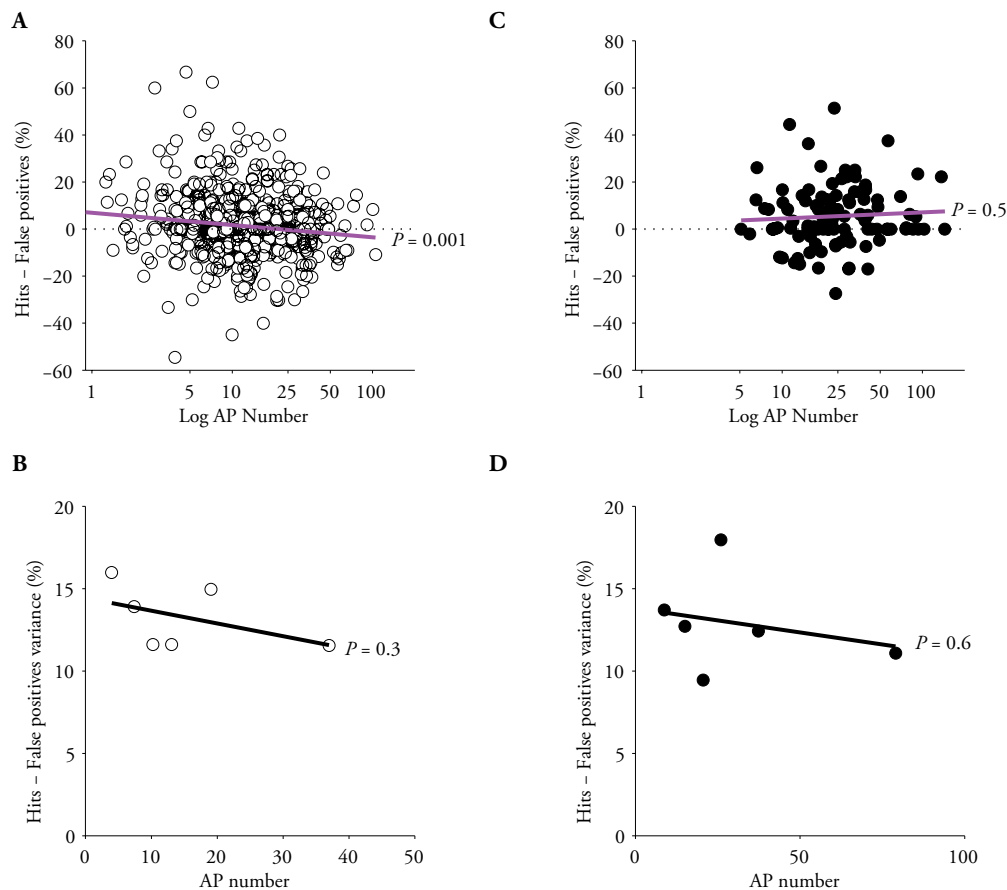 A
80
60
40
20
0
–20
–40
–60
Hits – False positives (%)
P = 0.001
1 5 10 25 50 100
Log AP Number
C
80
60
40
20
0
–20
–40
–60
Hits – False positives (%)
P = 0.5
1 5 10 25 50 100
Log AP Number
B
20
15
10
5
0
Hits – False positives variance (%)
P = 0.3
0 10 20 30 40 50
AP number
D
20
15
10
5
0
Hits – False positives variance (%)
P = 0.6
0 50 100
AP number